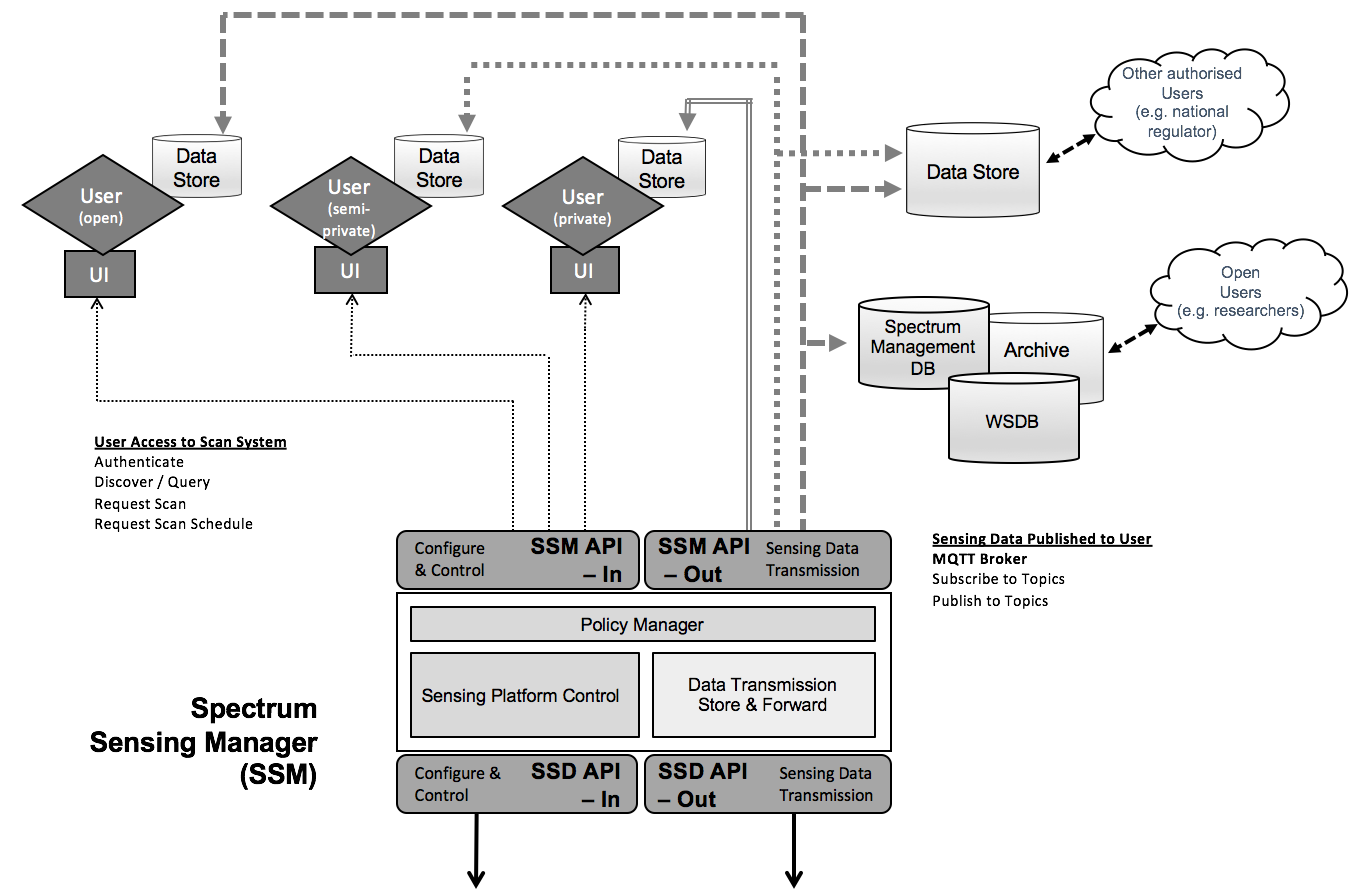 Other authorised
Users
(e.g. national
regulator)
Data
Store
Data
Store
Data
Store
Data Store
User
(open)
User
(semi-
private)
User
(private)
UI
UI
UI
Open
Users
(e.g. researchers)
Spectrum
Management
DB
Archive
WSDB
User Access to Scan System
Authenticate
Discover / Query
Request Scan
Request Scan Schedule
Sensing Data Published to User
MQTT Broker
Subscribe to Topics
Publish to Topics
Configure
& Control
SSM API
– In
SSM API
– Out
Sensing Data
Transmission
Policy Manager
Sensing Platform Control
Data Transmission
Store & Forward
Spectrum
Sensing Manager
(SSM)
Configure &
Control
SSD API
– In
SSD API
– Out
Sensing Data
Transmission